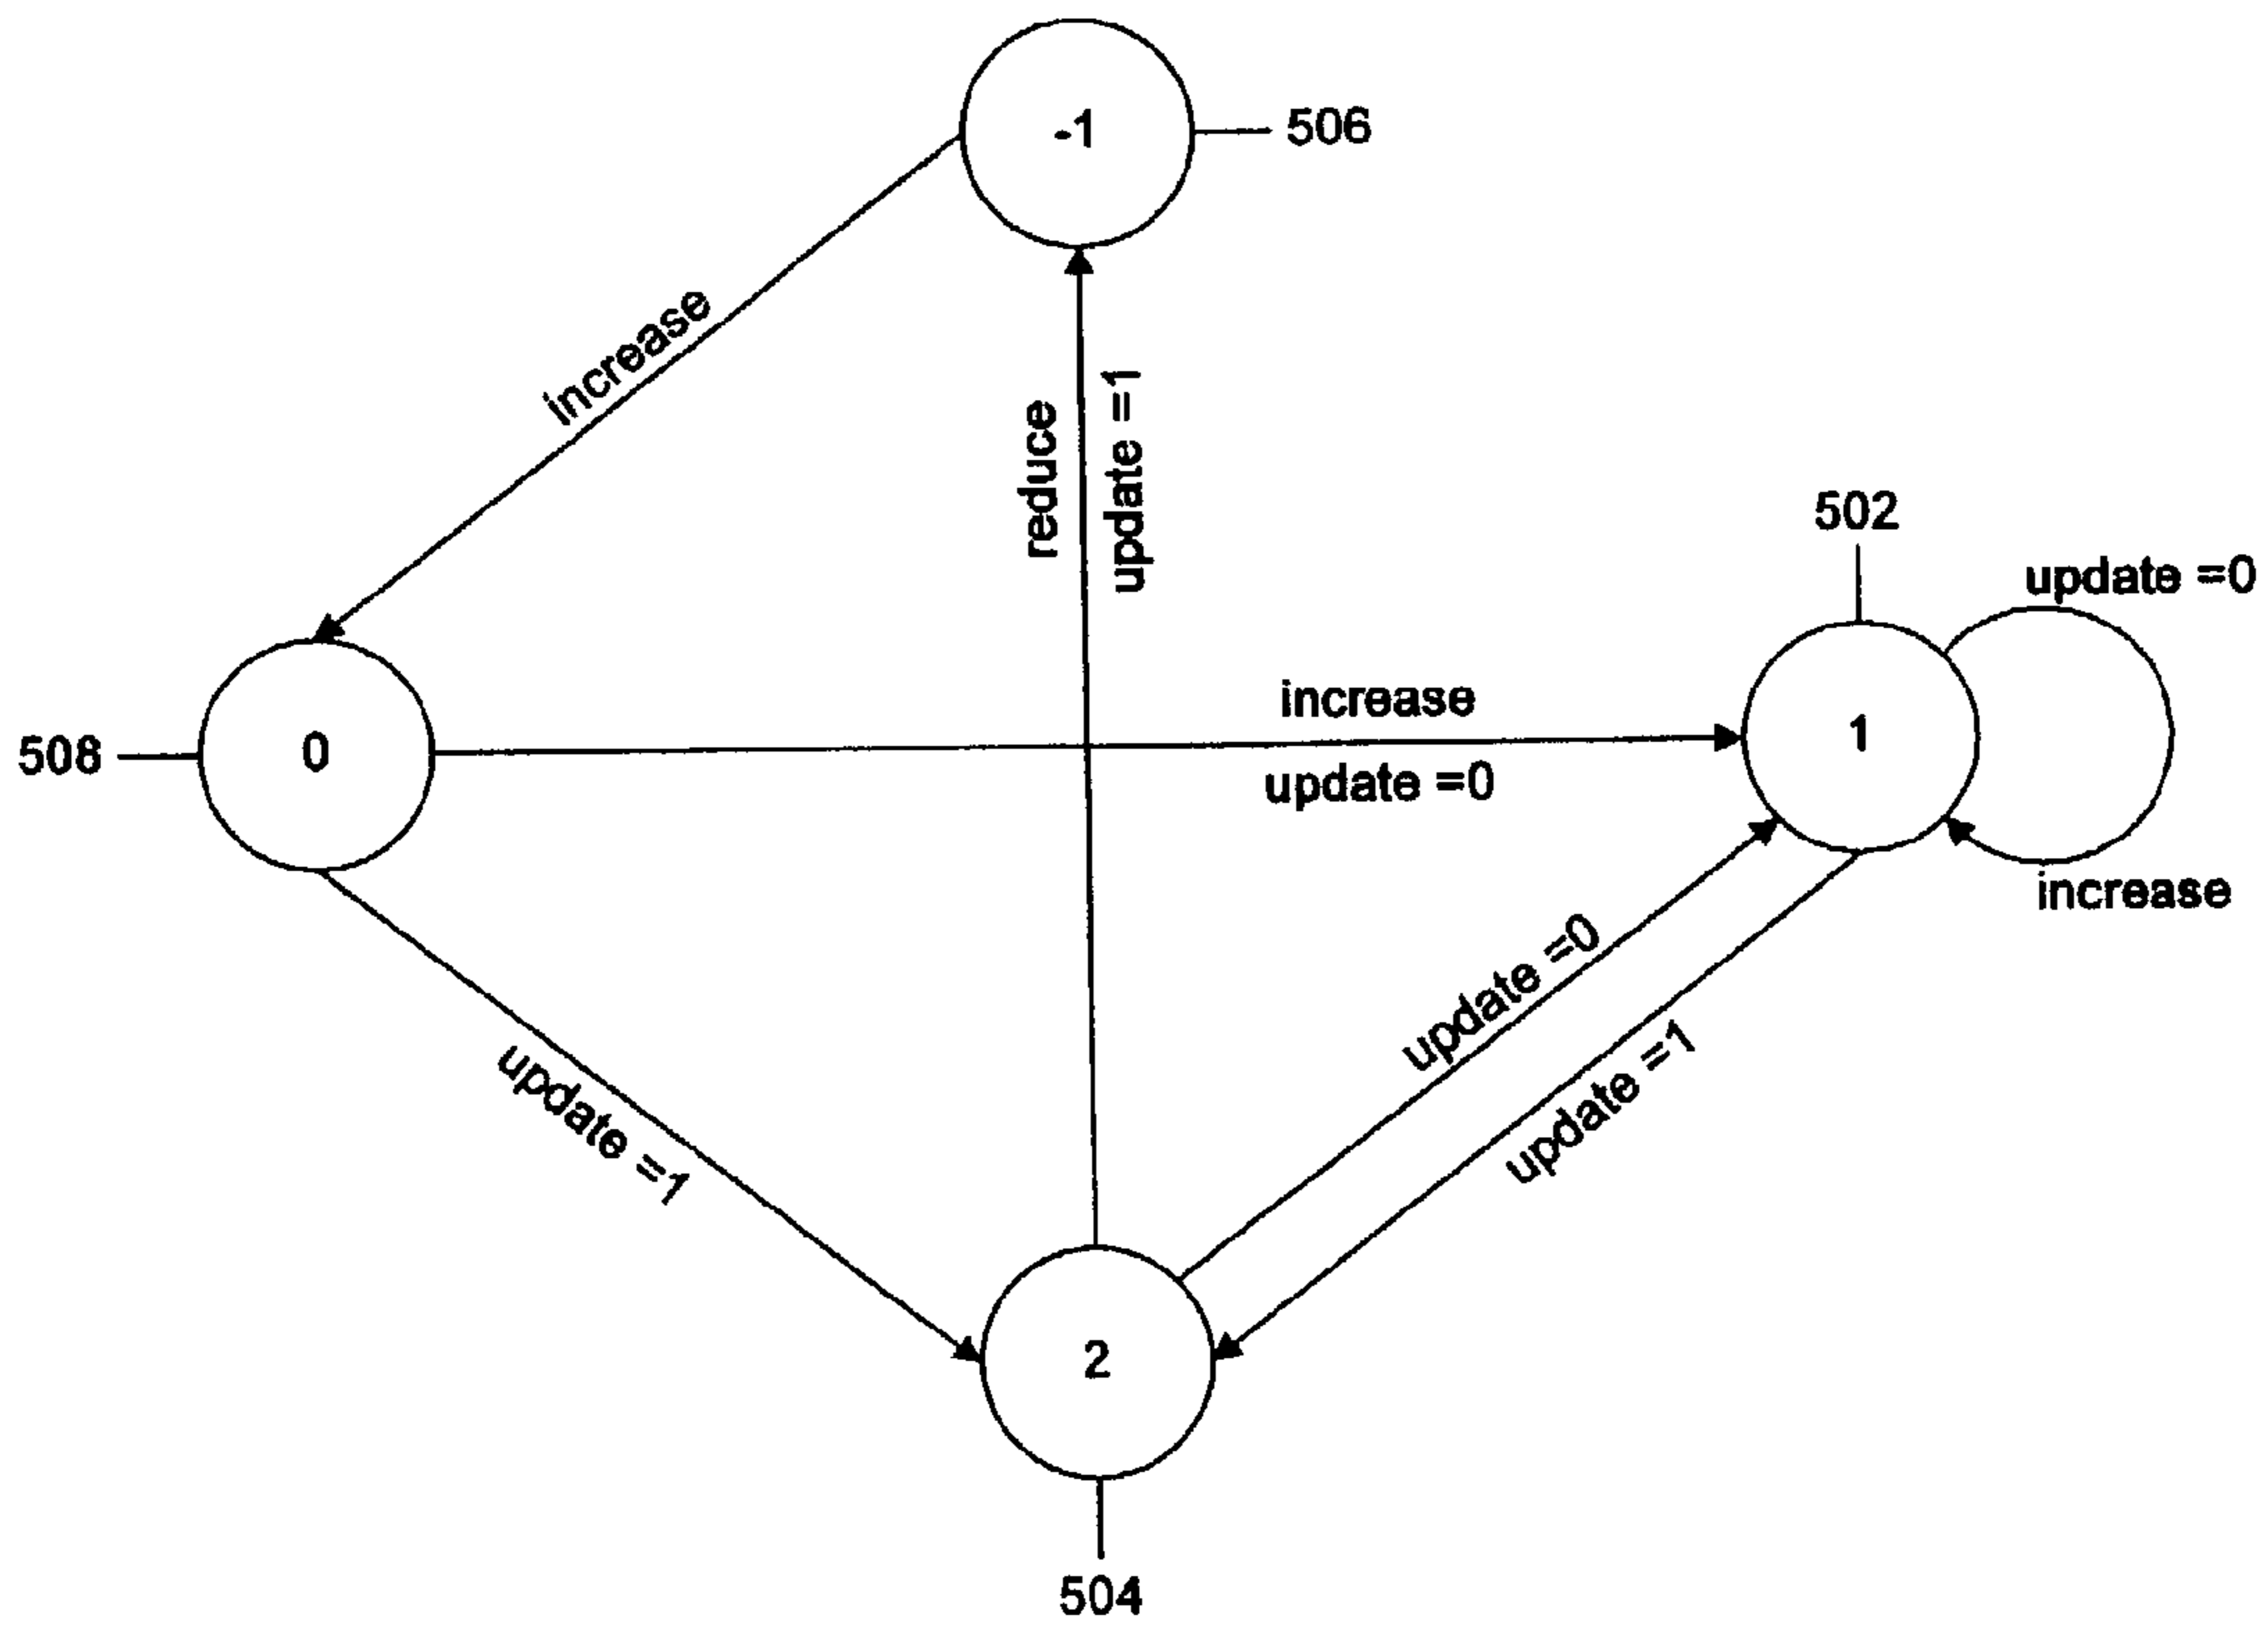 -1
506
increase
reduce
update =1
502
update =0
increase
508
0
1
update =0
increase
update =0
update =1
update =1
2
504